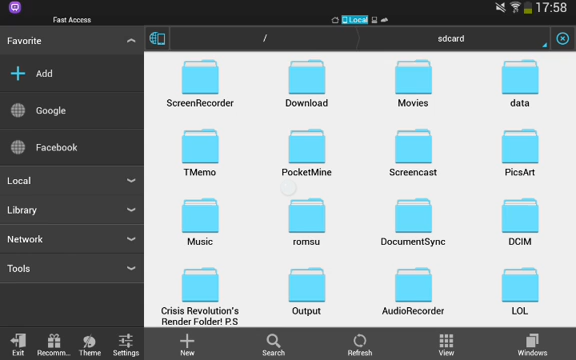 17:58
Fast Access
Local
Favorite
/
sdcard
Add
Google
Facebook
Local
Library
Network
Tools
ScreenRecorder
Download
Movies
data
TMemo
PocketMine
Screencast
PicsArt
Music
romsu
DocumentSync
DCIM
Crisis Revolution's
Render Folder! P.S
Output
AudioRecorder
LOL
Exit
Recomm...
Theme
Settings
New
Search
Refresh
View
Windows